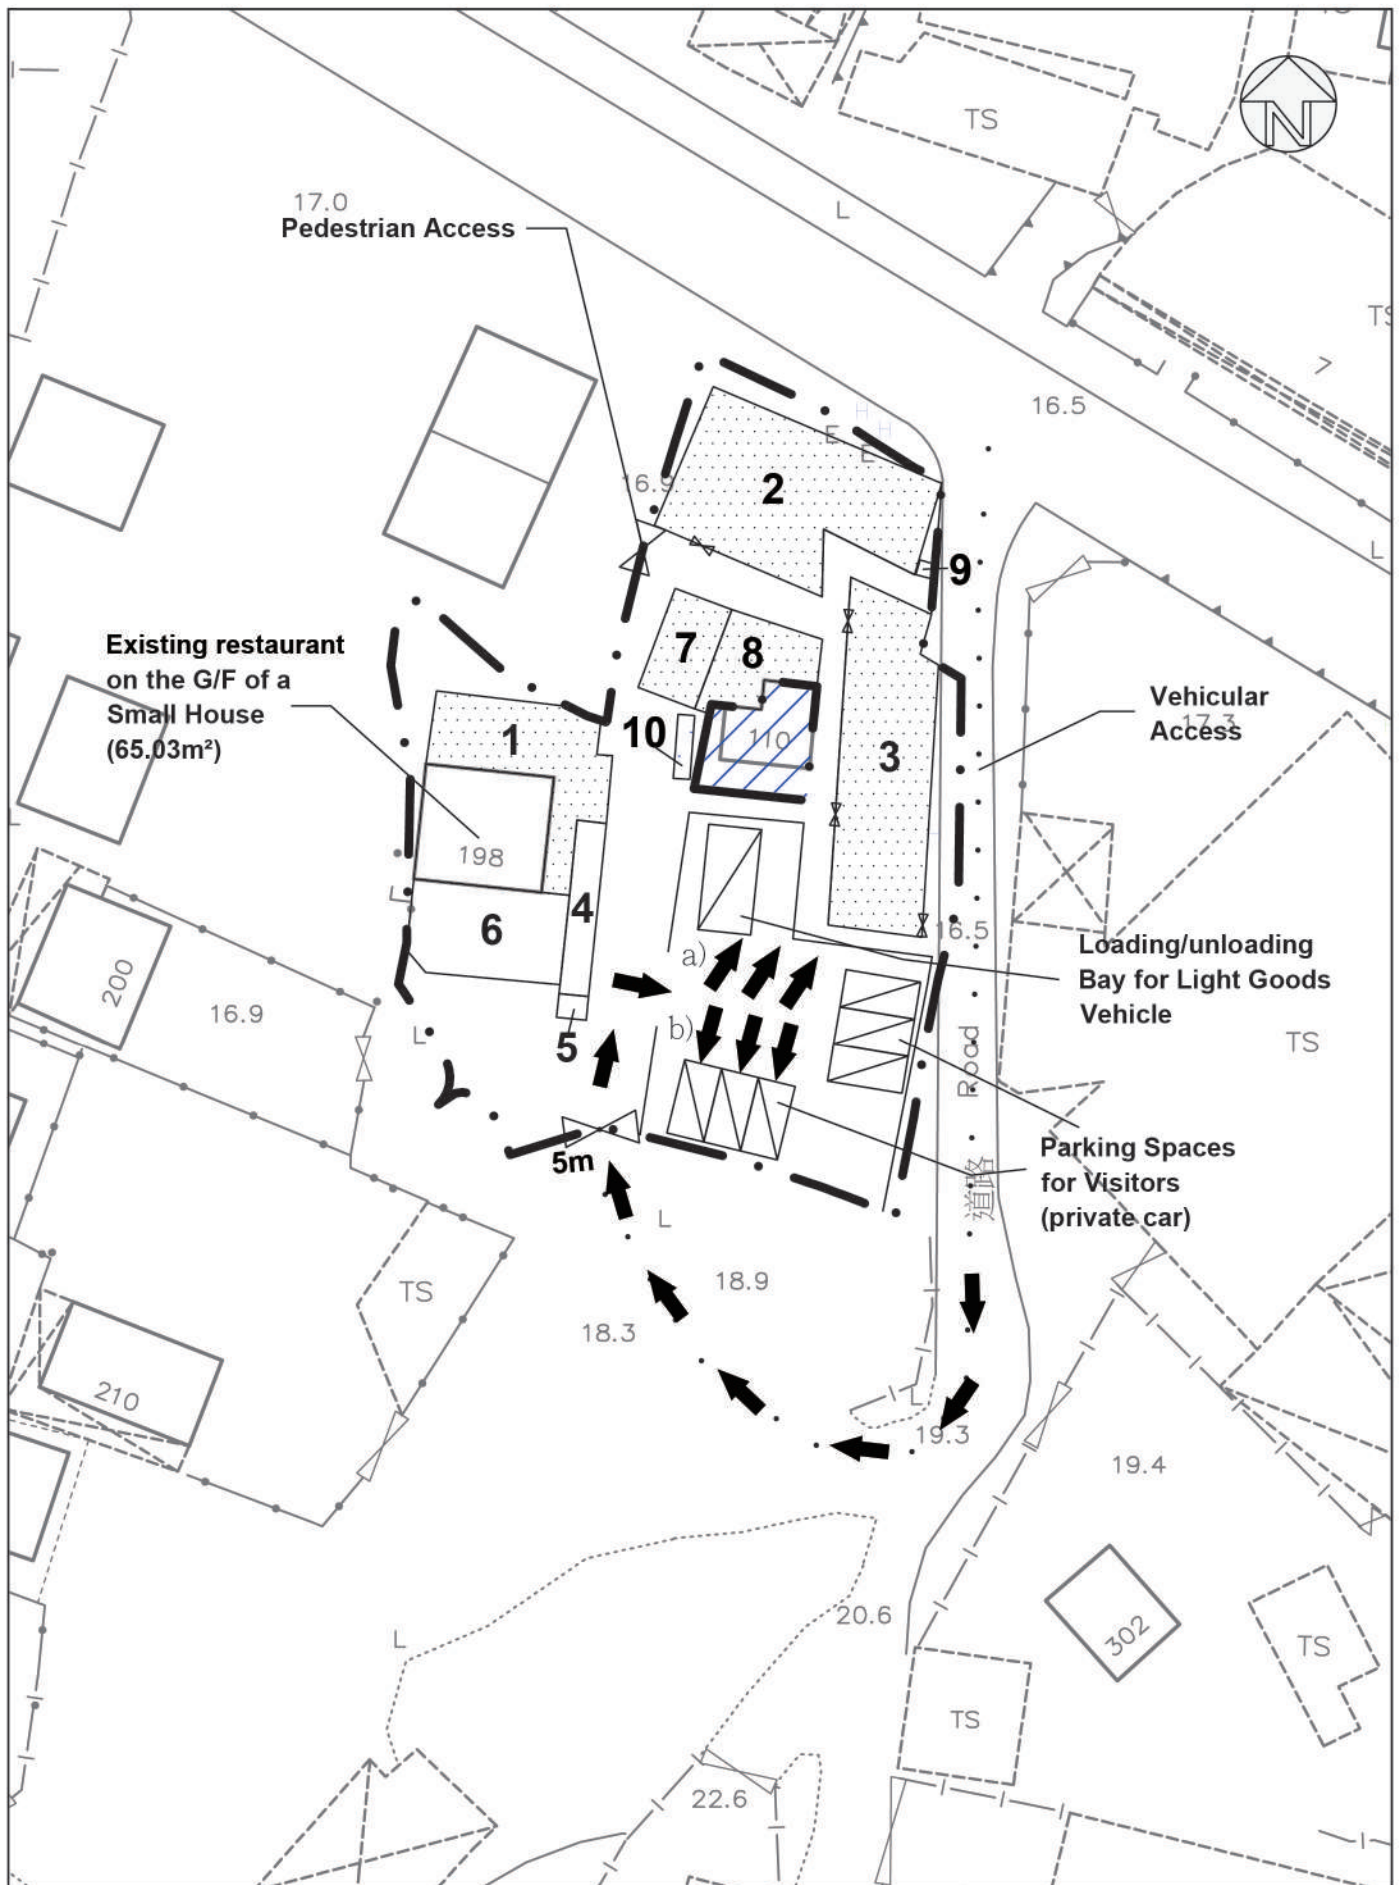 TS
N
17.0
Pedestrian Access
L
TS
7
16.5
H
H
E
E
16.9
2
L
9
7
8
Existing restaurant
on the G/F of a
Small House
(65.03m²)
Vehicular
Access
17.3
1
10
110
3
198
L
4
6
16.5
a)
Loading/unloading
Bay for Light Goods
Vehicle
200
16.9
L
b)
5
Road
TS
道路
Parking Spaces
for Visitors
(private car)
5m
L
TS
18.9
18.3
210
L
19.3
19.4
20.6
L
302
TS
TS
22.6